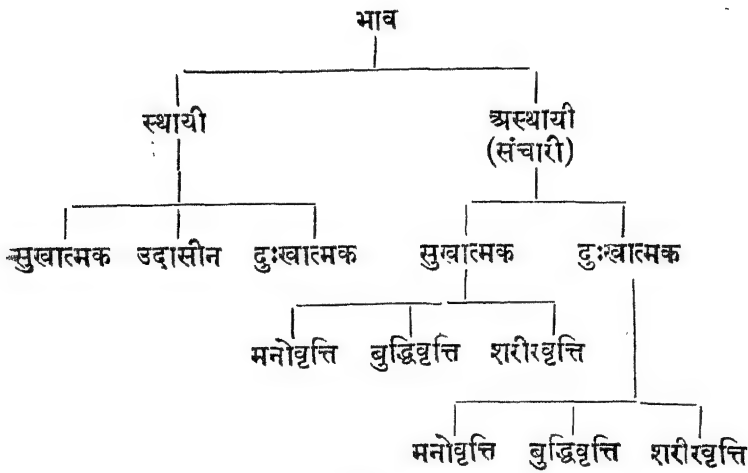 भाव
स्थायी अस्थायी
(संचारी)
सुखात्मक उदासीन दुःखात्मक सुखात्मक दुःखात्मक
मनोवृत्ति बुद्धिवृत्ति शरीरवृत्ति
मनोवृत्ति बुद्धिवृत्ति शरीरवृत्ति